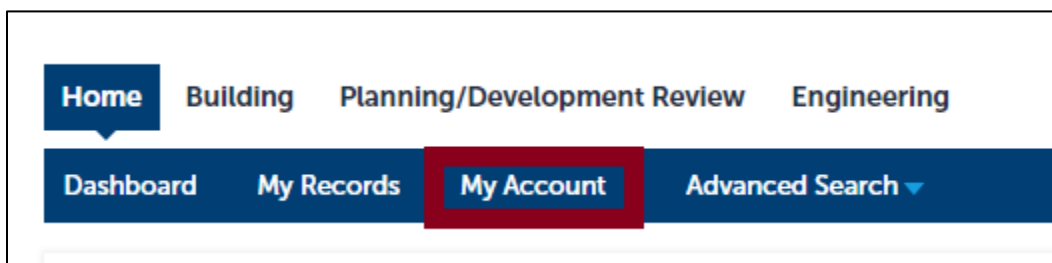 Home Building Planning/Development Review Engineering
Dashboard My Records My Account Advanced Search